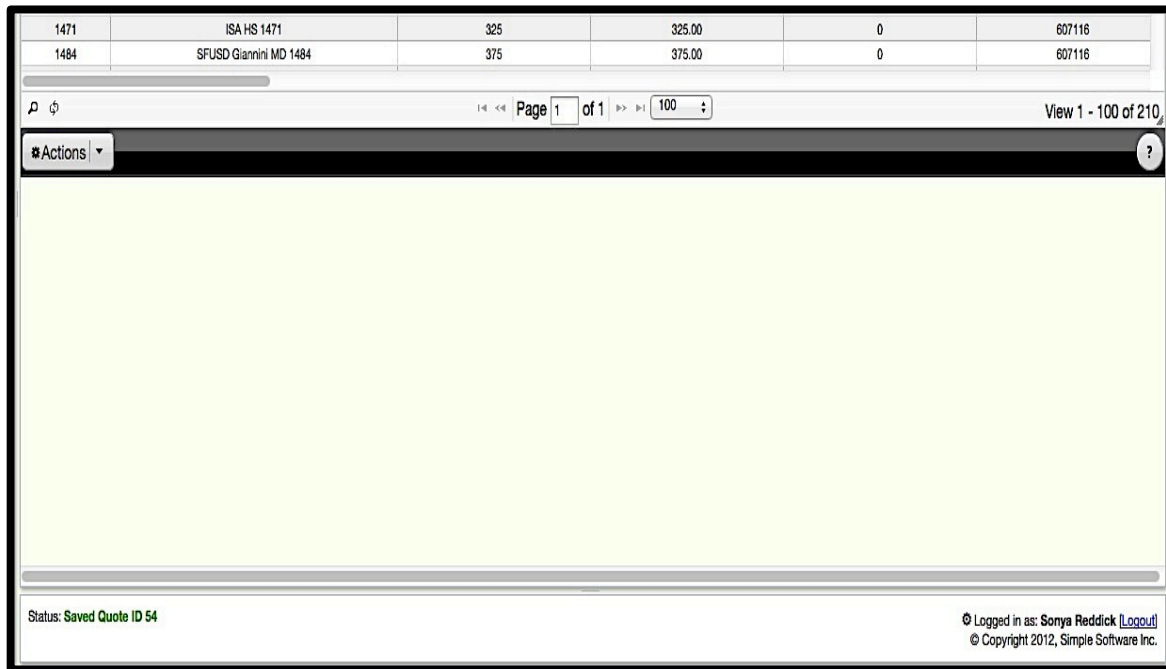 1471 ISA HS 1471 325 325.00 0 607116
1484 SFUSD Giannini MD 1484 375 375.00 0 607116
Page 1 of 1 100 View 1 - 100 of 210
Actions ?
Status: Saved Quote ID 54
Logged in as: Sonya Reddick [Logout]
© Copyright 2012, Simple Software Inc.